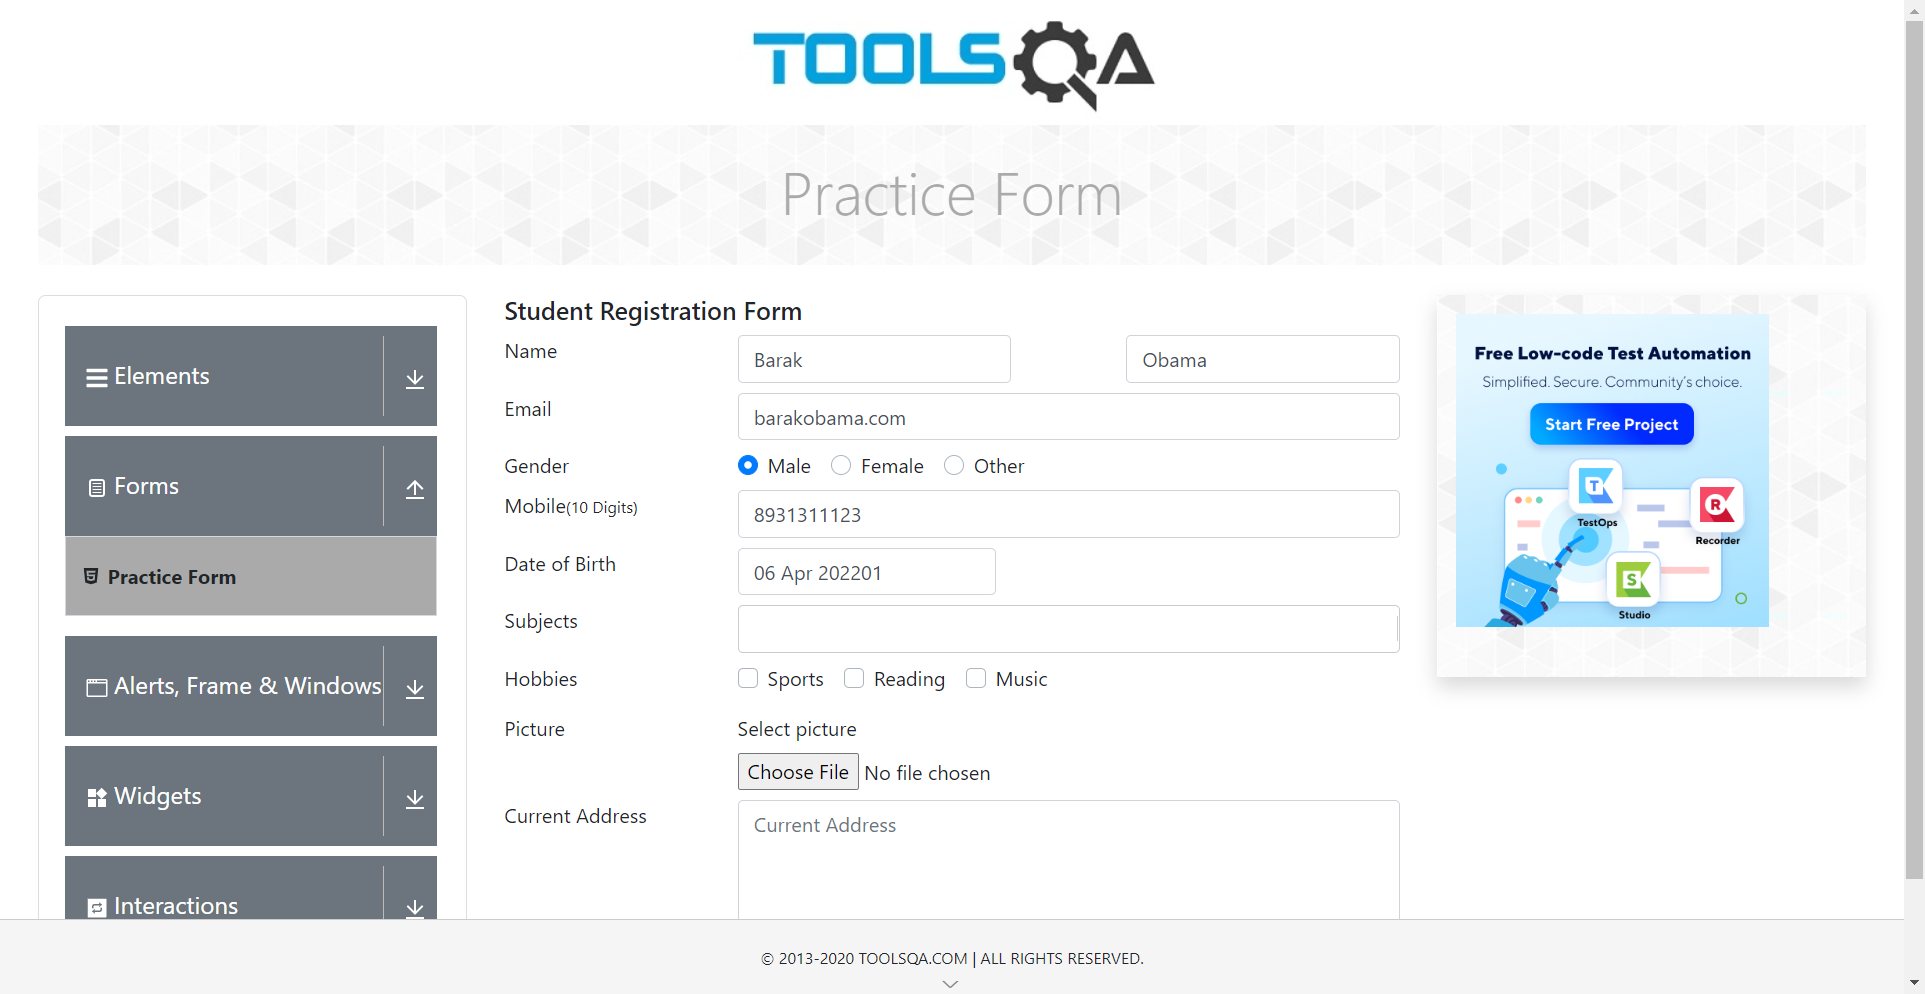 TOOLSQA
Practice Form
Elements
Forms
Practice Form
Alerts, Frame & Windows
Widgets
Interactions
Student Registration Form
Name Barak Obama
Email barakobama.com
Gender Male Female Other
Mobile(10 Digits) 8931311123
Date of Birth 06 Apr 202201
Subjects
Hobbies Sports Reading Music
Picture Select picture
Choose File No file chosen
Current Address Current Address
Free Low-code Test Automation
Simplified. Secure. Community's choice.
Start Free Project
T
TestOps
R
Recorder
S
Studio
© 2013-2020 TOOLSQA.COM | ALL RIGHTS RESERVED.